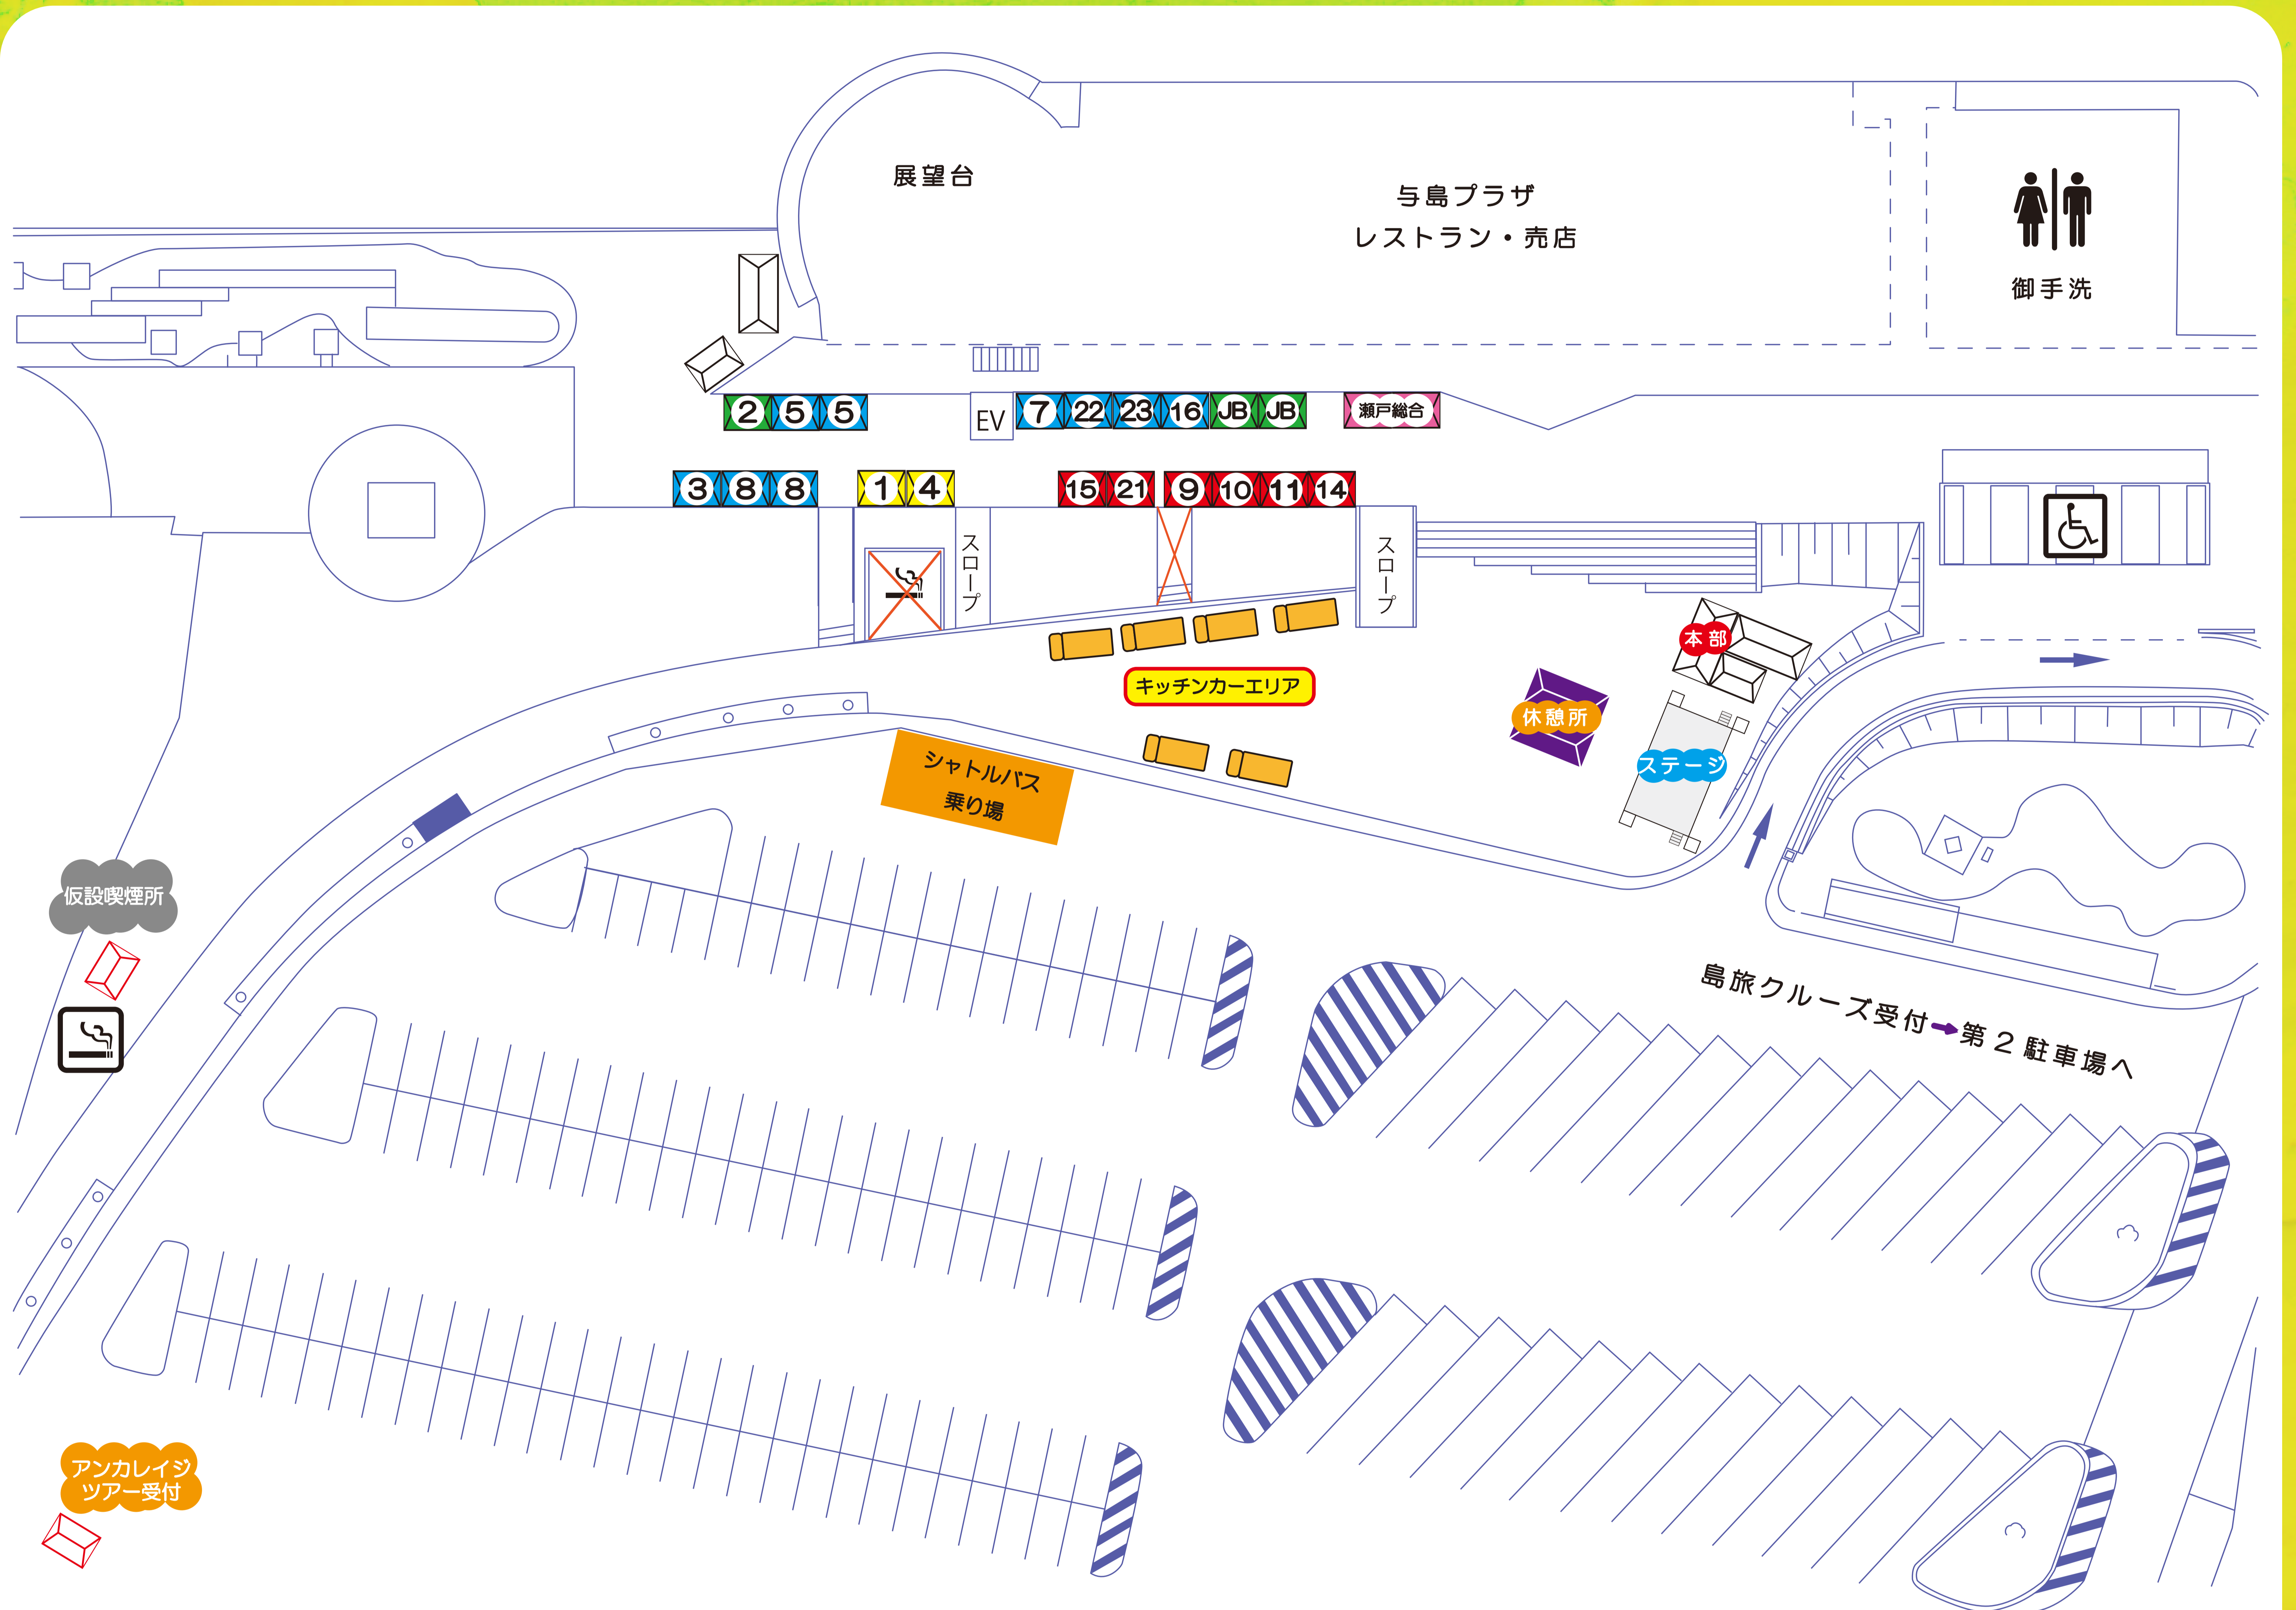 展望台
与島プラザ
レストラン・売店
御手洗
2 5 5
EV
7 22 23 16 JB JB
瀬戸総合
3 8 8
1 4
15 21
9 10 11 14
スロープ
スロープ
本部
キッチンカーエリア
休憩所
ステージ
シャトルバス
乗り場
仮設喫煙所
島旅クルーズ受付➡第2駐車場へ
アンカレイジ
ツアー受付